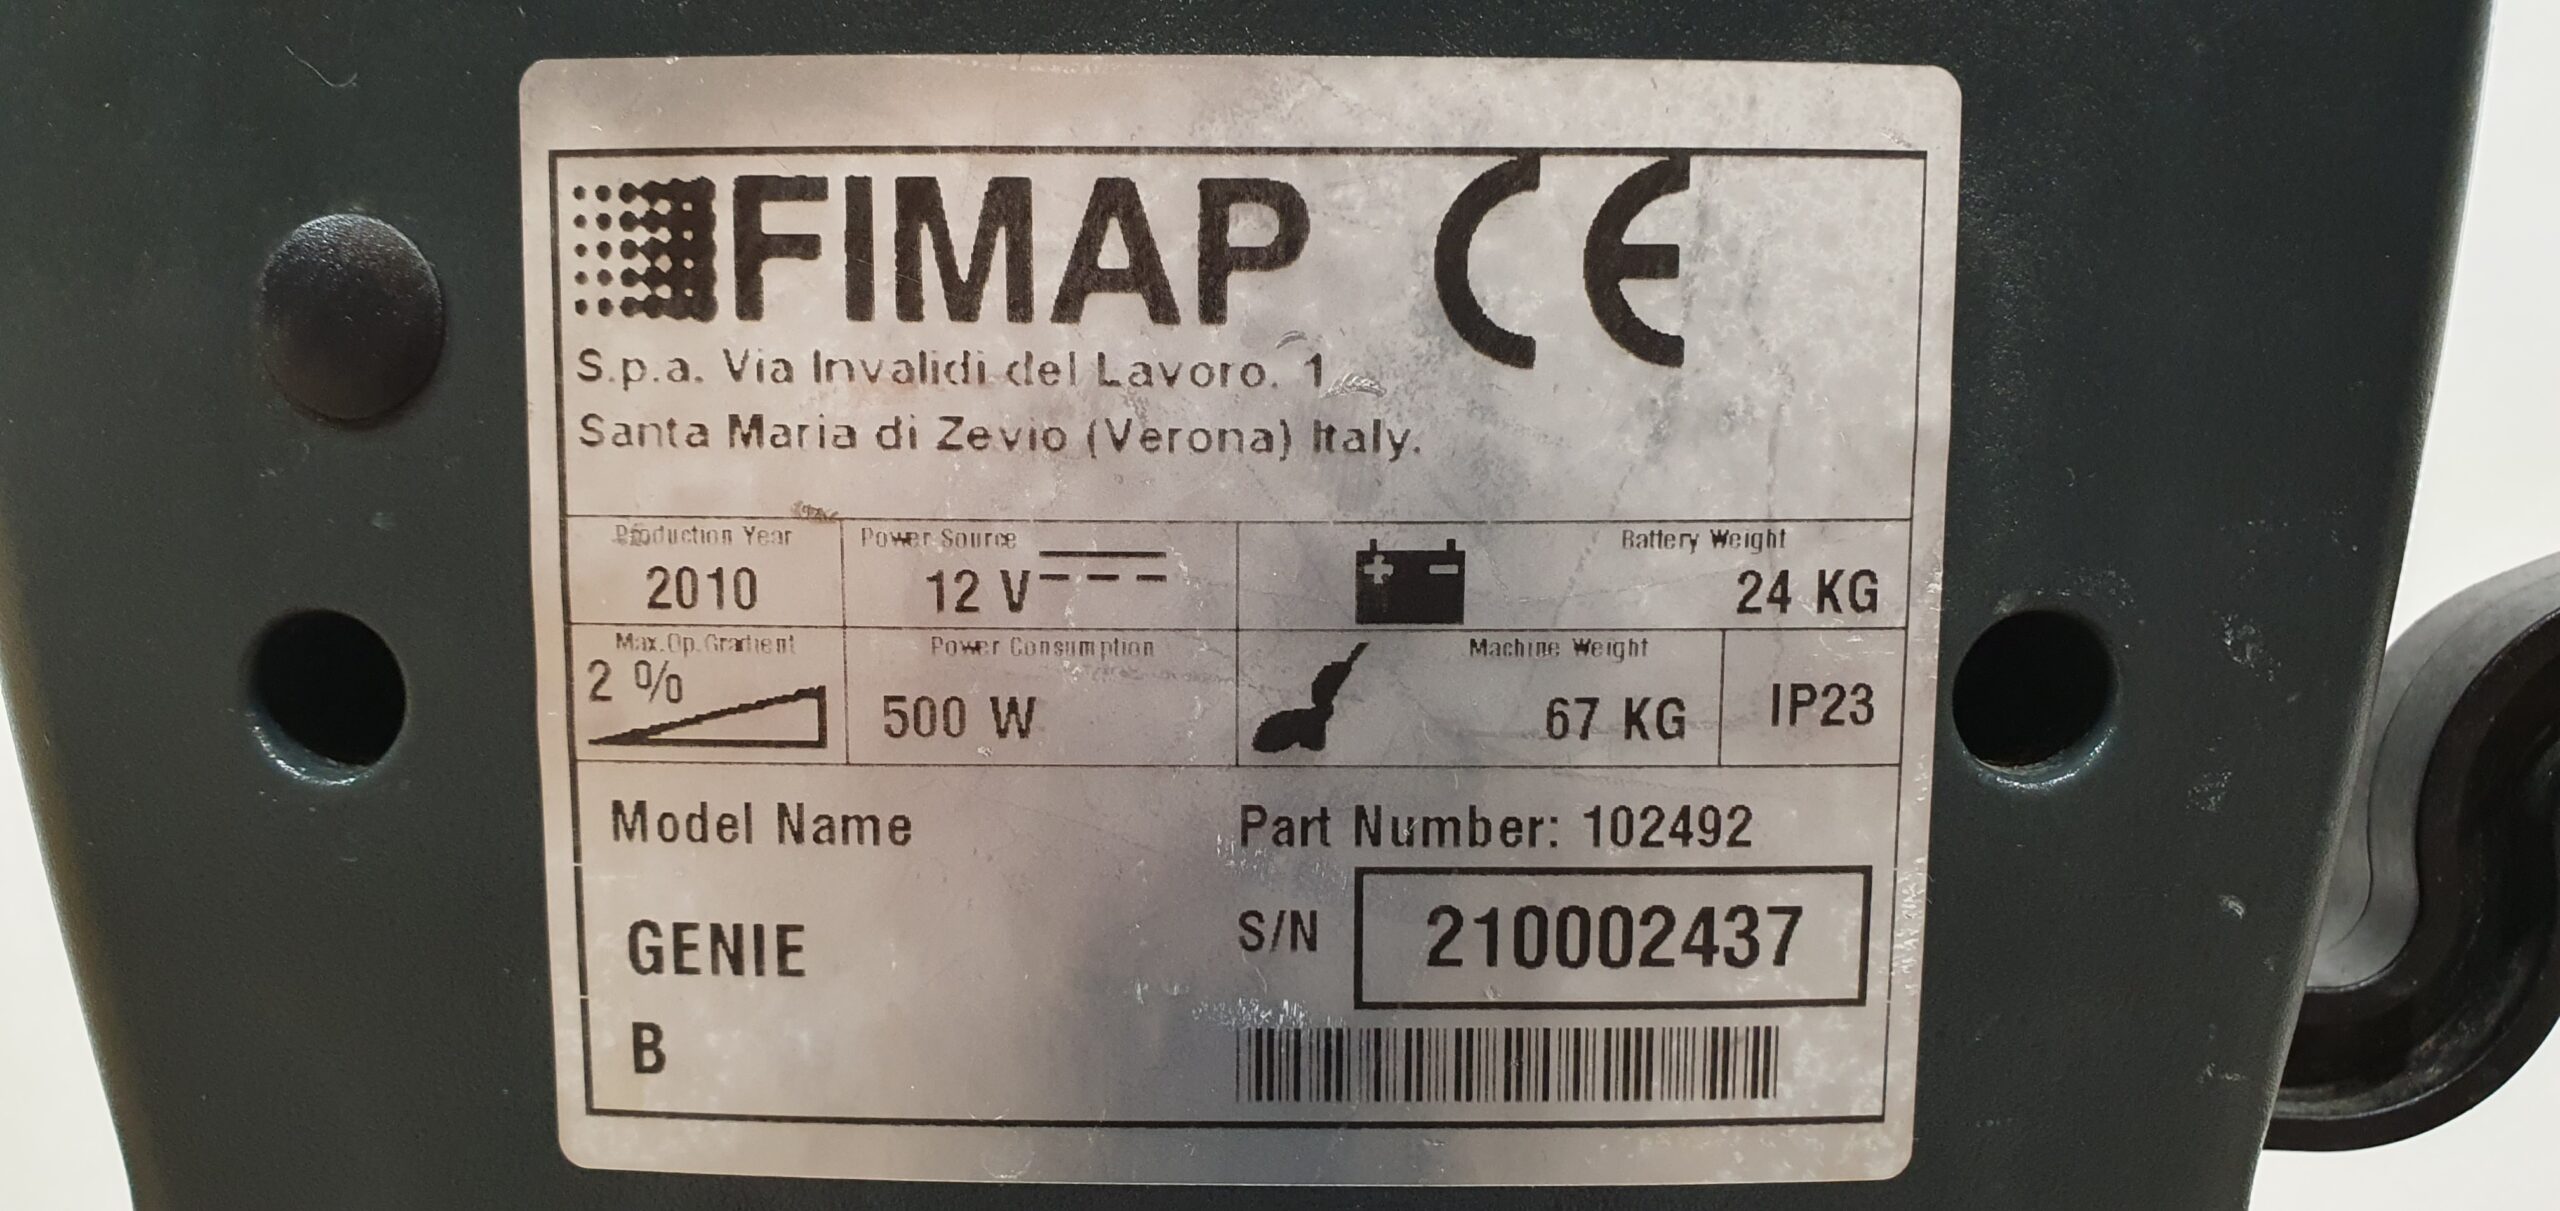 FIMAP CE
S.p.a. Via Invalidi del Lavoro. 1
Santa Maria di Zevio (Verona) Italy.
Production Year
2010
Power Source
12 V
+ -
Battery Weight
24 KG
Max.Op.Gradient
2 %
Power Consumption
500 W
Machine Weight
67 KG
IP23
Model Name
GENIE
B
Part Number: 102492
S/N 210002437